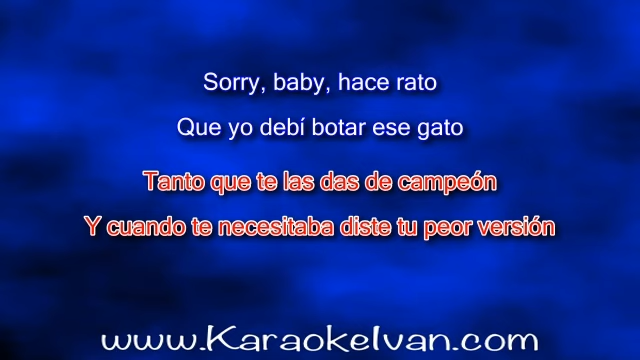 Sorry, baby, hace rato
Que yo debí botar ese gato
Tanto que te las das de campeón
Y cuando te necesitaba diste tu peor versión
www.KaraokeIvan.com